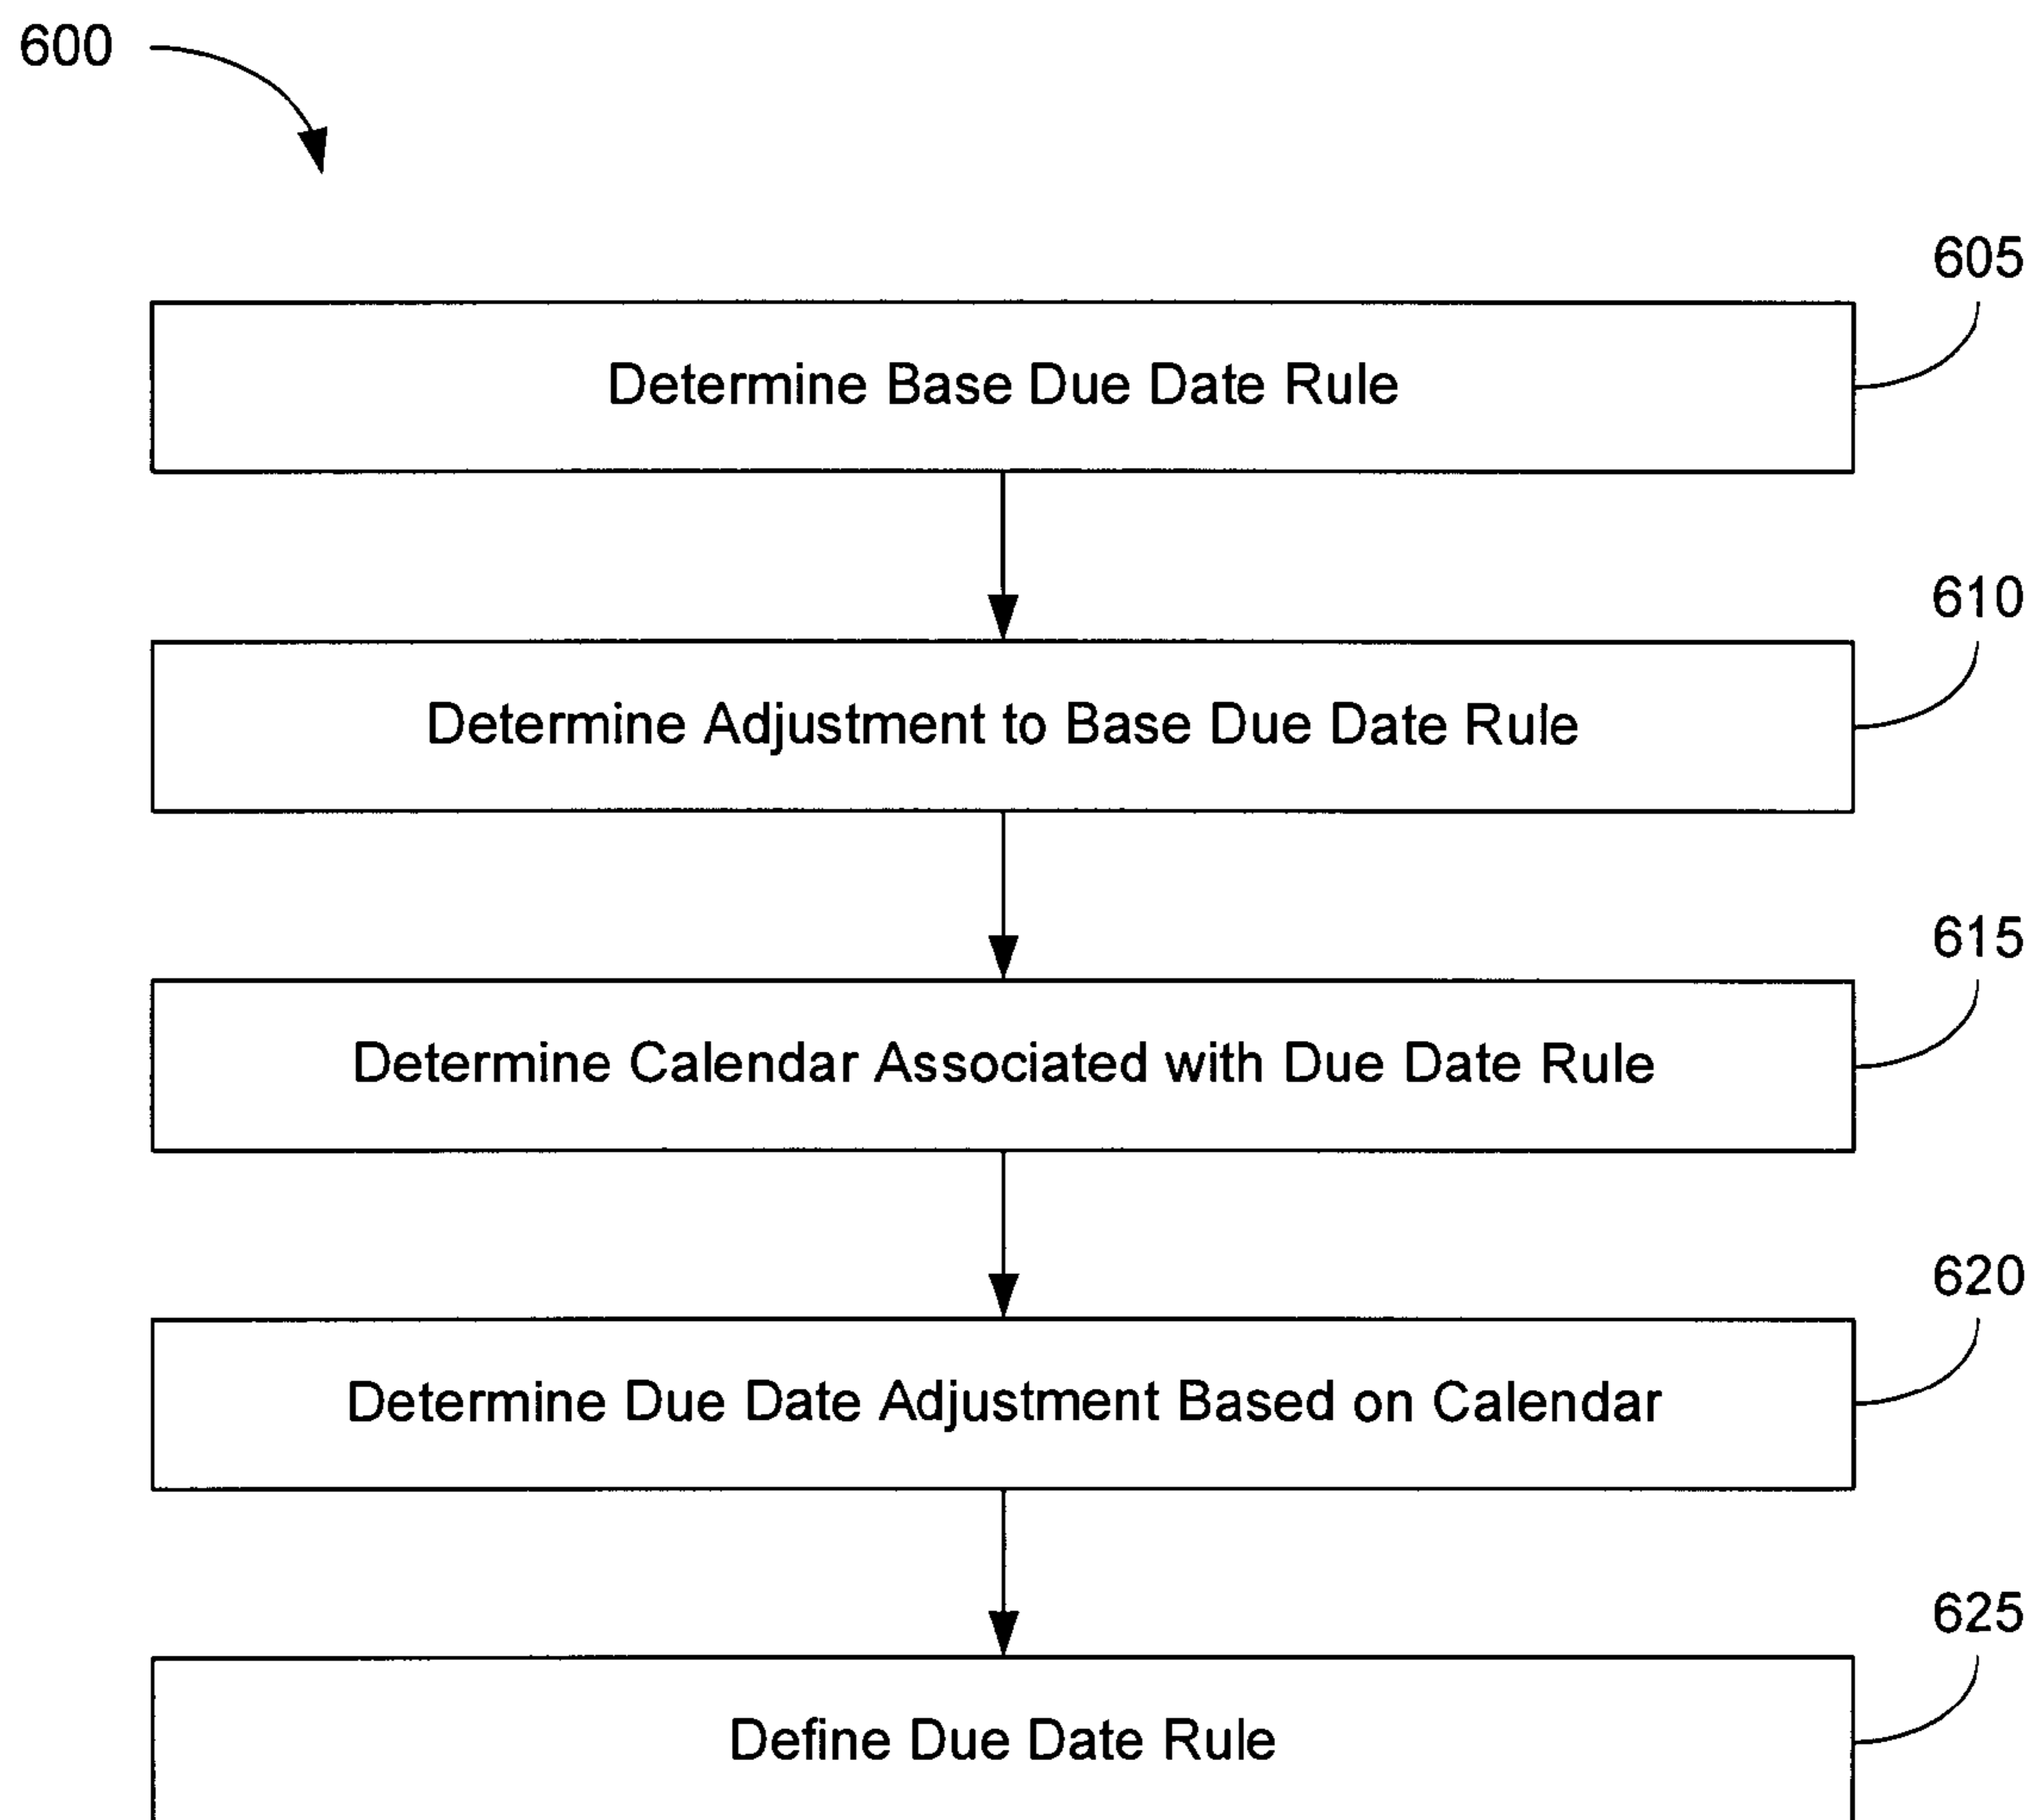 600
605
Determine Base Due Date Rule
610
Determine Adjustment to Base Due Date Rule
615
Determine Calendar Associated with Due Date Rule
620
Determine Due Date Adjustment Based on Calendar
625
Define Due Date Rule